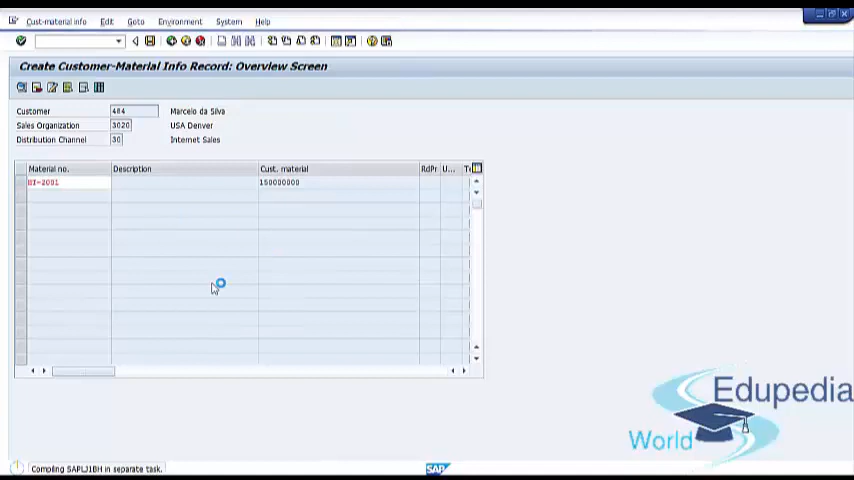 Cust-material info Edit Goto Environment System Help
Create Customer-Material Info Record: Overview Screen
Customer 484 Marcelo da Silva
Sales Organization 3020 USA Denver
Distribution Channel 30 Internet Sales
Material no. Description Cust. material RdPr U...
150000000
Edupedia
World
Compiling SAPLJ1BH in separate task.
SAP